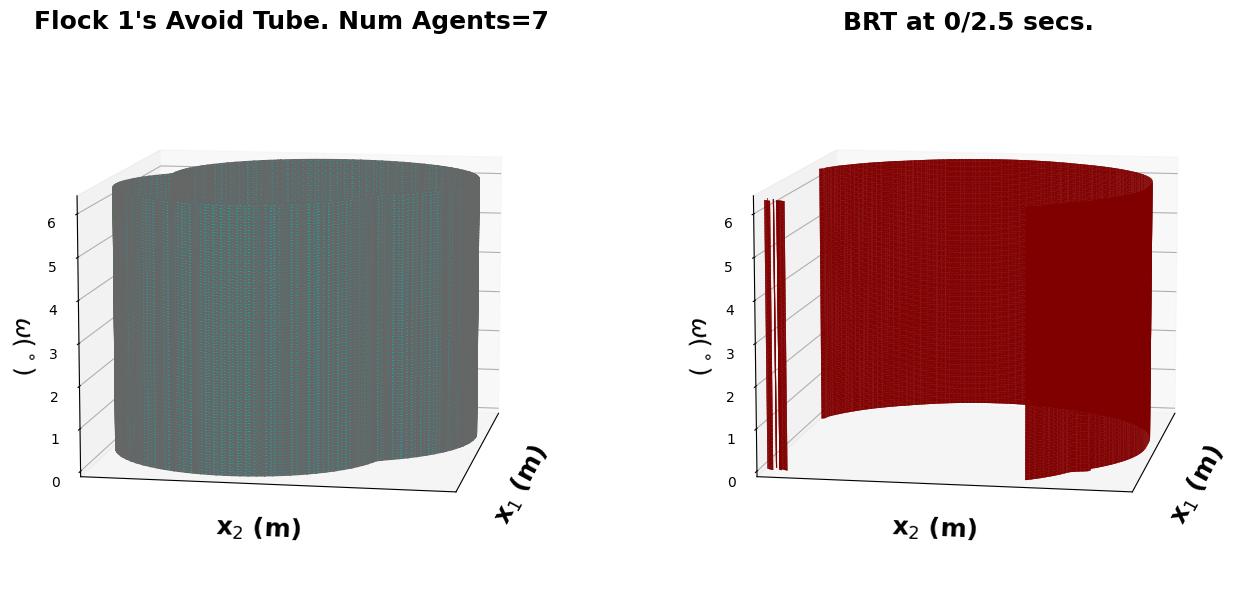 Flock 1's Avoid Tube. Num Agents=7
6
5
4
3
2
1
0
ω(°)
x₂ (m)
x₁ (m)
BRT at 0/2.5 secs.
6
5
4
3
2
1
0
ω(°)
x₂ (m)
x₁ (m)